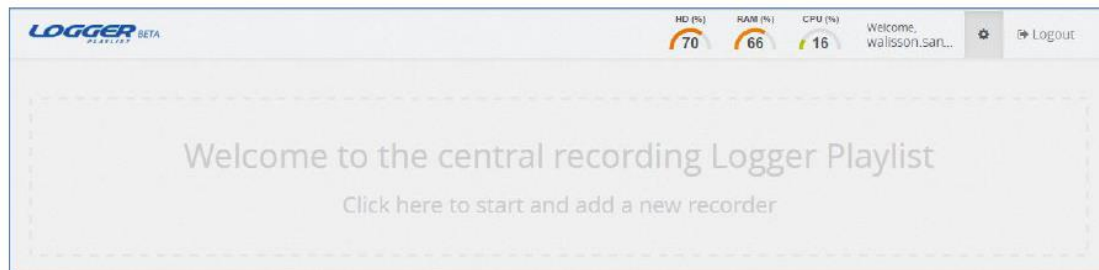 LOGGER BETA
PLAYLIST
HD (%) RAM (%) CPU (%)
70 66 16
Welcome,
walisson.san...
Logout
Welcome to the central recording Logger Playlist
Click here to start and add a new recorder